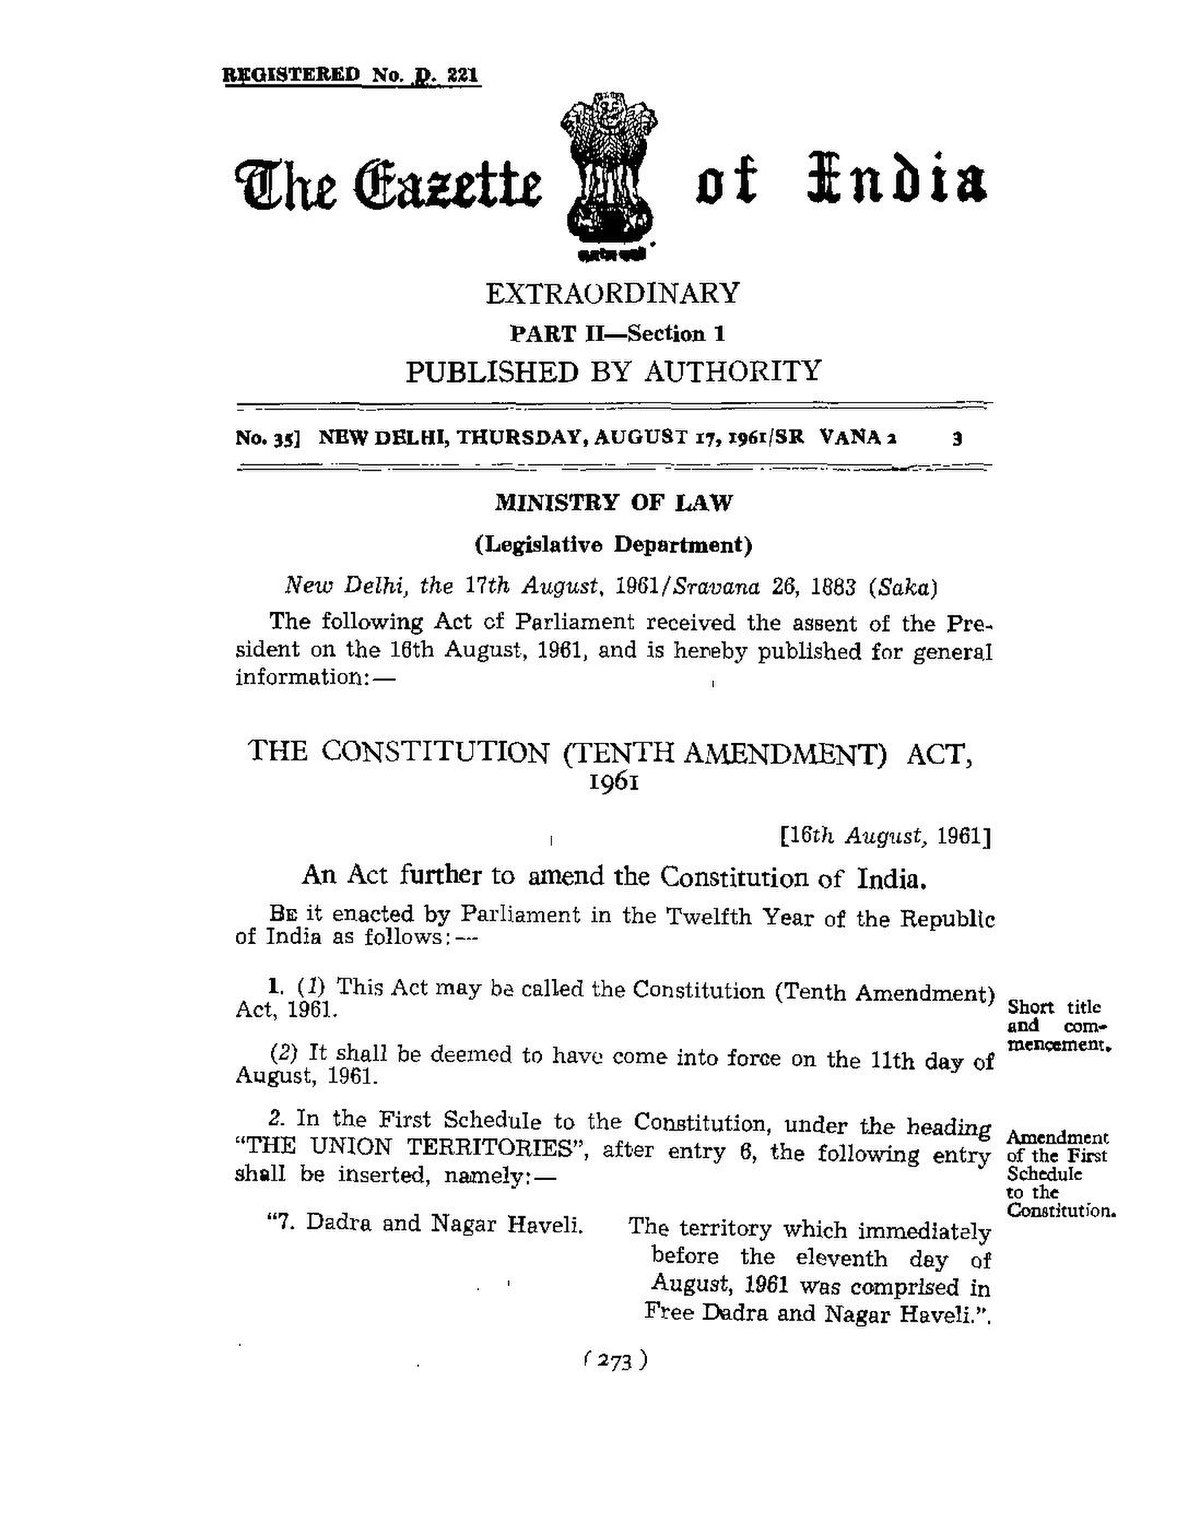 REGISTERED No. D. 221
The Gazette of India
EXTRAORDINARY
PART II—Section 1
PUBLISHED BY AUTHORITY
No. 35] NEW DELHI, THURSDAY, AUGUST 17, 1961/SR VANA 2 3
MINISTRY OF LAW
(Legislative Department)
New Delhi, the 17th August, 1961/Sravana 26, 1883 (Saka)
The following Act of Parliament received the assent of the Pre-
sident on the 16th August, 1961, and is hereby published for general
information:—
THE CONSTITUTION (TENTH AMENDMENT) ACT,
1961
[16th August, 1961]
An Act further to amend the Constitution of India.
BE it enacted by Parliament in the Twelfth Year of the Republic
of India as follows:—
1. (1) This Act may be called the Constitution (Tenth Amendment)
Act, 1961.
Short title
and com-
mencement.
(2) It shall be deemed to have come into force on the 11th day of
August, 1961.
2. In the First Schedule to the Constitution, under the heading
“THE UNION TERRITORIES”, after entry 6, the following entry
shall be inserted, namely:—
Amendment
of the First
Schedule
to the
Constitution.
“7. Dadra and Nagar Haveli. The territory which immediately
before the eleventh day of
August, 1961 was comprised in
Free Dadra and Nagar Haveli.”.
(273)